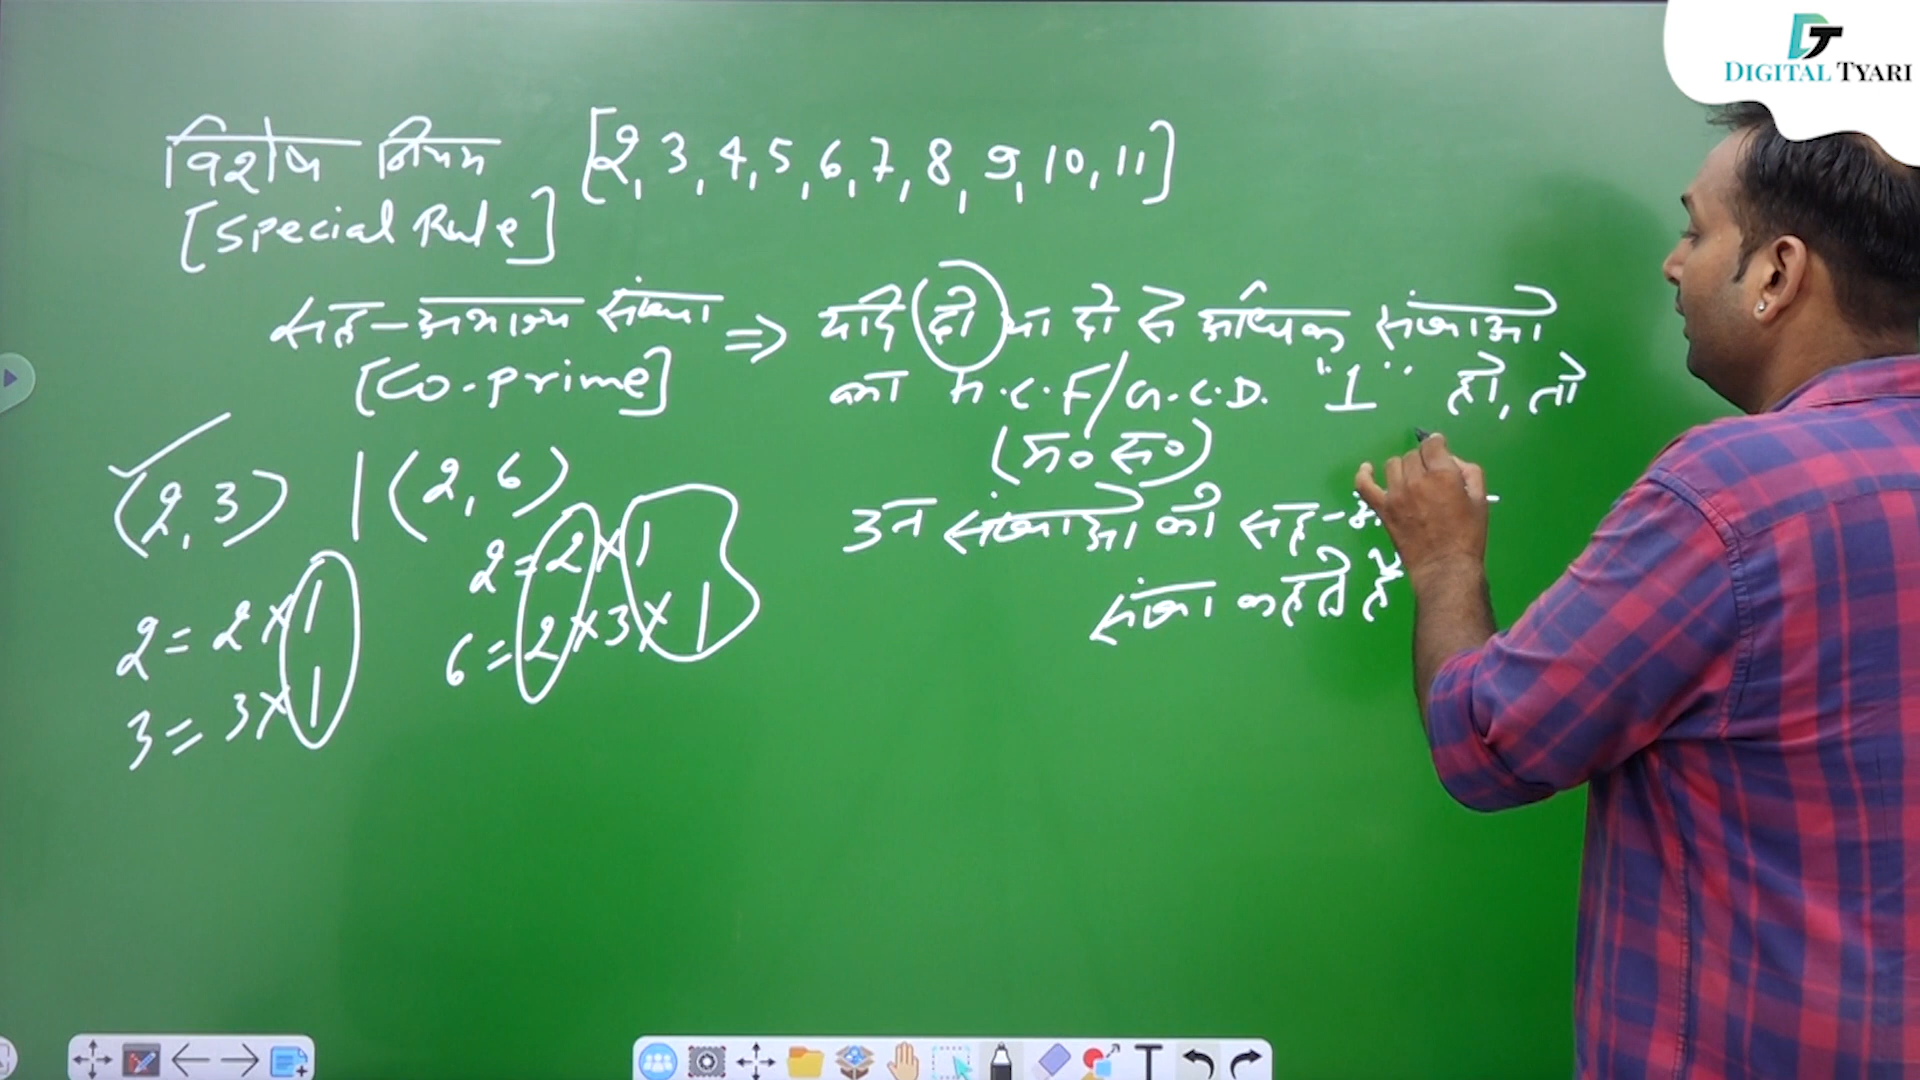 DIGITAL TYARI
विशेष नियम [2, 3, 4, 5, 6, 7, 8, 9, 10, 11]
[Special Rule]
सह-अभाज्य संख्या ⇒ यदि दो या दो से अधिक संख्याओं
[Co-prime] का H.C.F/G.C.D. "1" हो, तो
(म० स०)
उन संख्याओं को सह-
संख्या कहते हैं
(2, 3) | (2, 6)
2 = 2×1
6 = 2×3×1
2 = 2×1
3 = 3×1